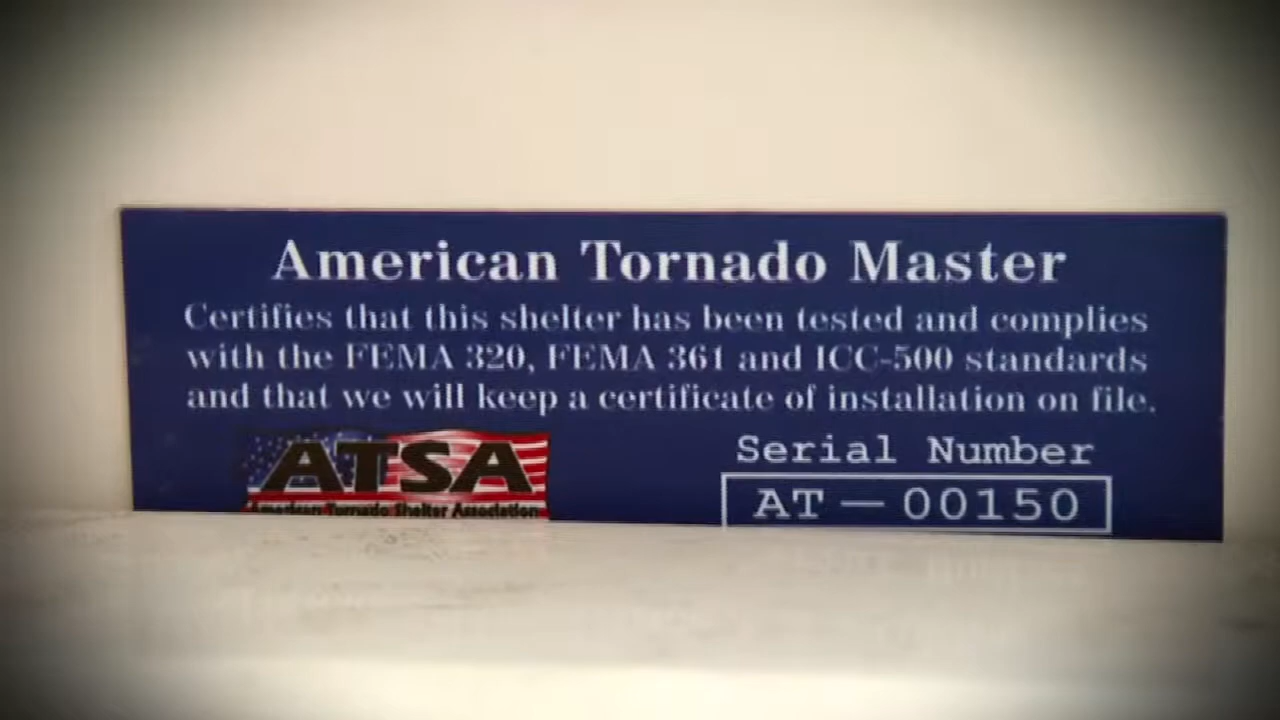 American Tornado Master
Certifies that this shelter has been tested and complies
with the FEMA 320, FEMA 361 and ICC-500 standards
and that we will keep a certificate of installation on file.
ATSA
American Tornado Shelter Association
Serial Number
AT — 00150